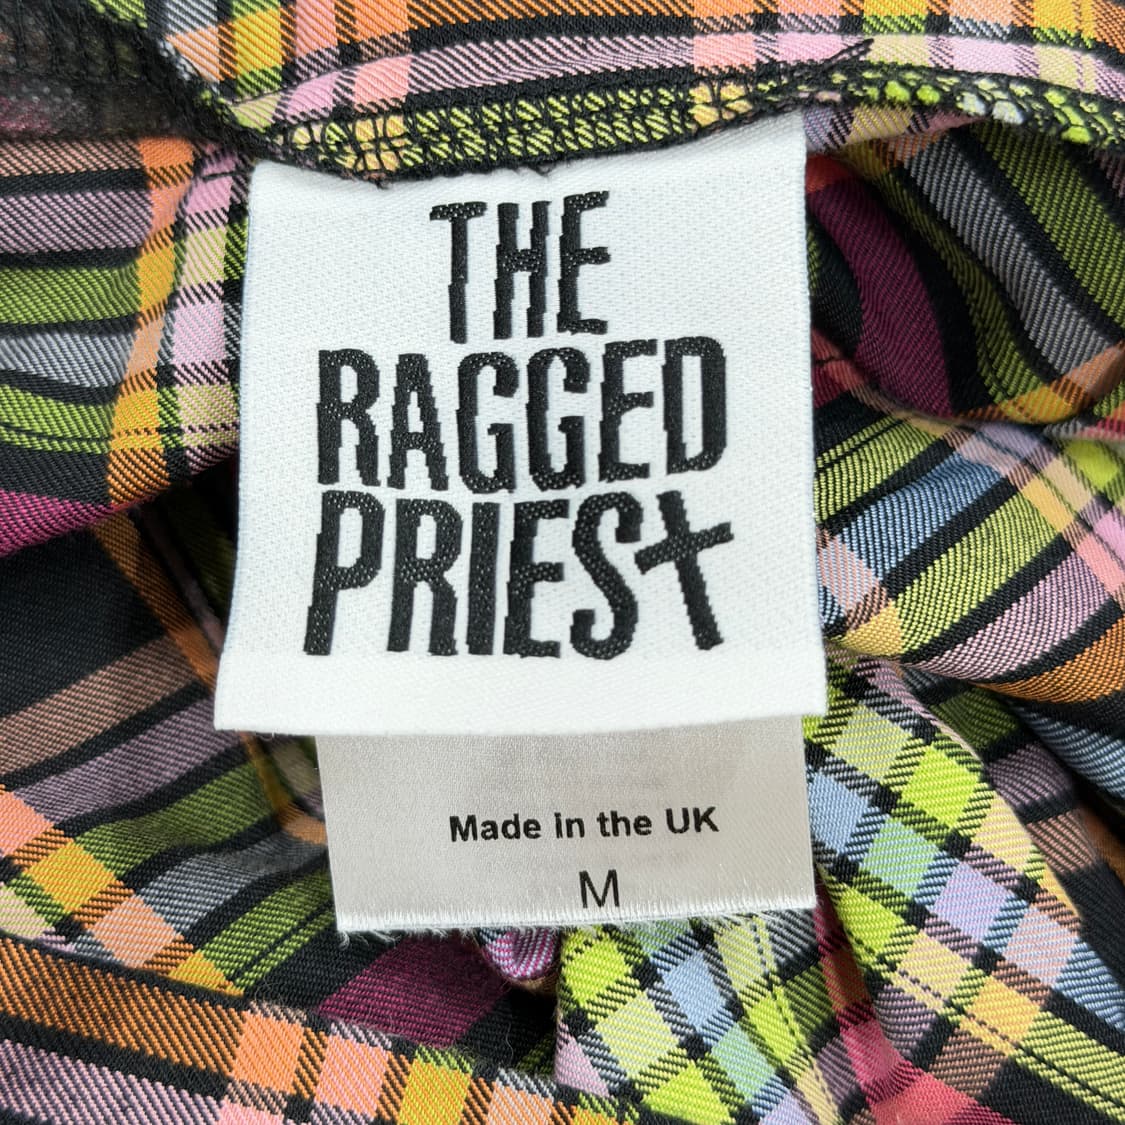 THE
RAGGED
PRIEST
Made in the UK
M